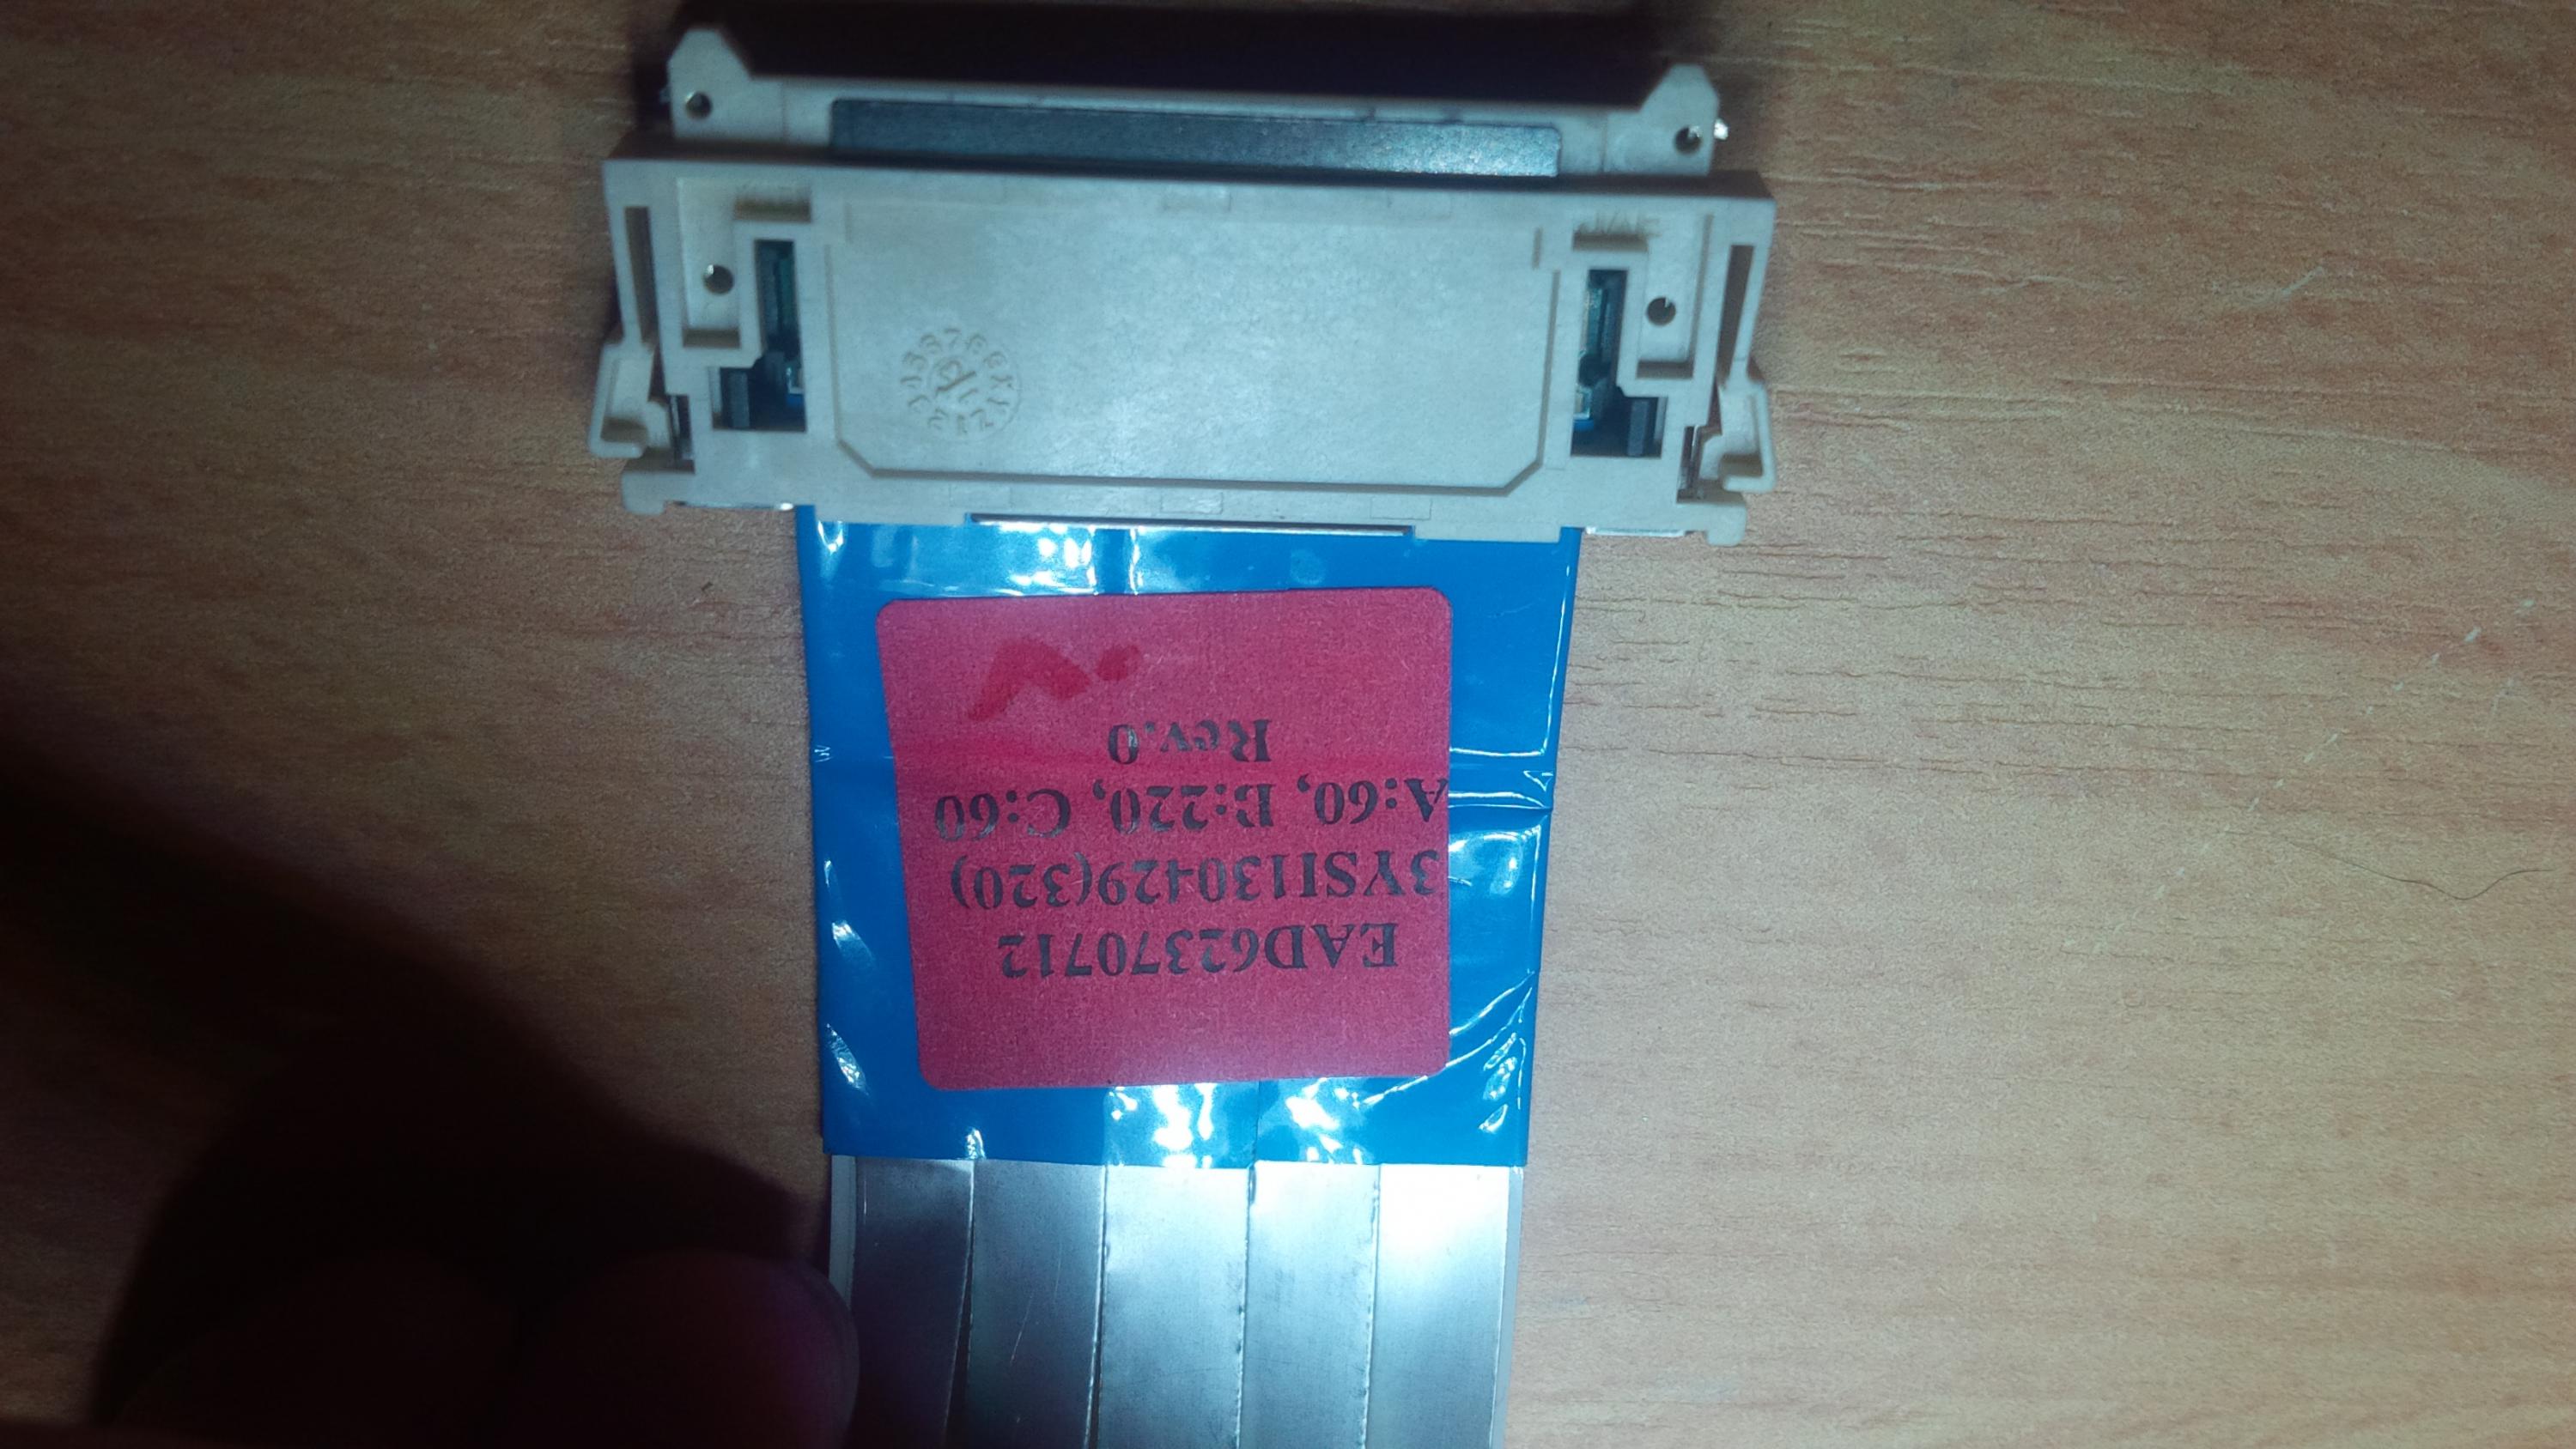 EAD62370712
3YSI130429(320)
A:60, B:220, C:60
Rev.0